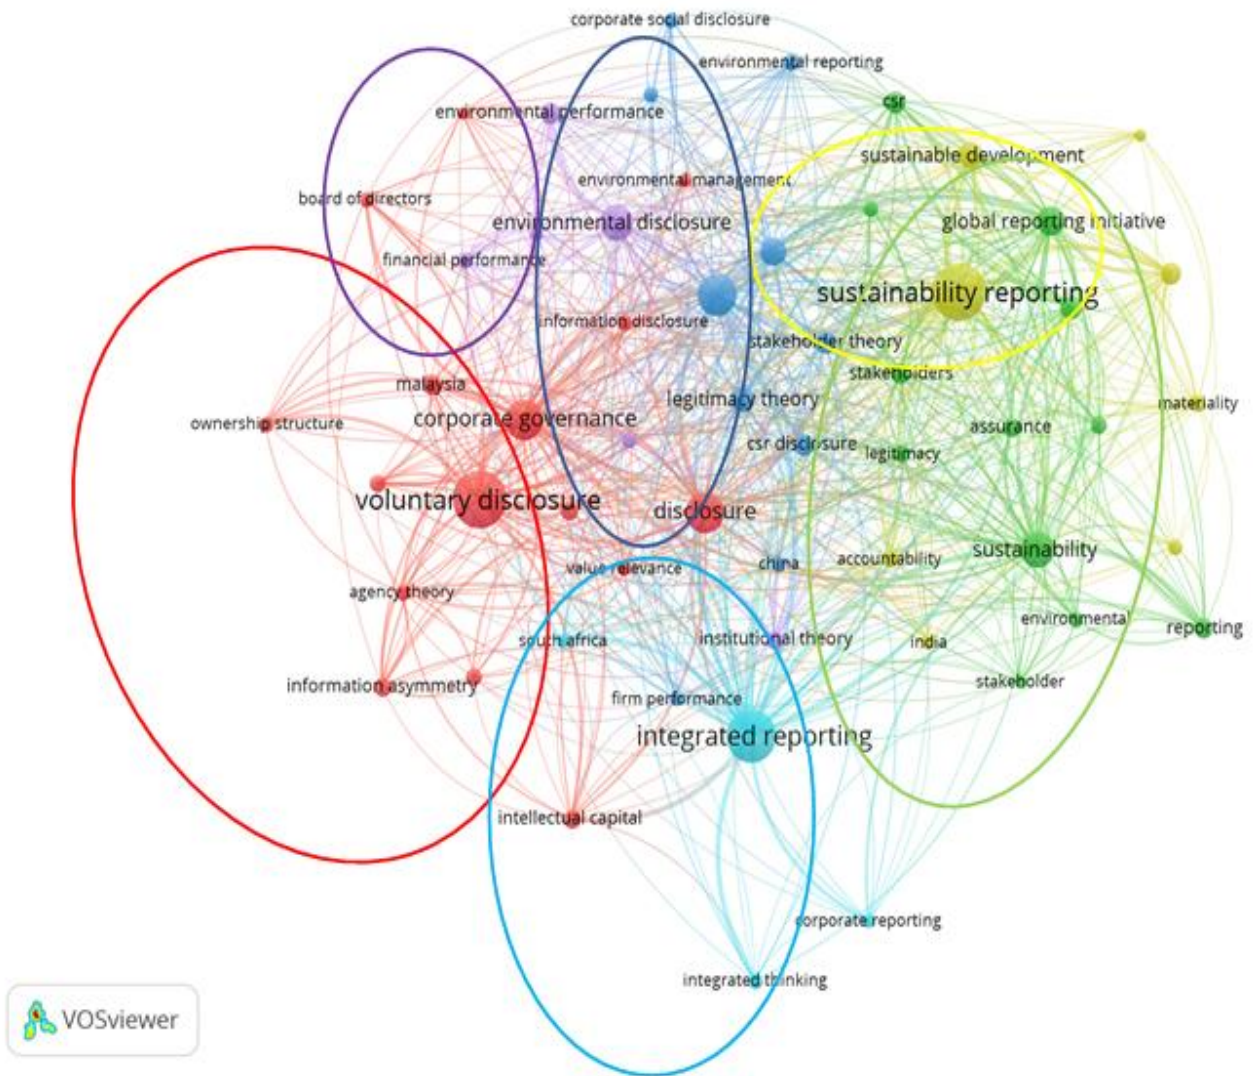 corporate social disclosure
environmental reporting
csr
environmental performance
sustainable development
environmental management
board of directors
environmental disclosure
global reporting initiative
financial performance
sustainability reporting
information disclosure
stakeholder theory
stakeholders
malaysia
legitimacy theory
materiality
corporate governance
ownership structure
assurance
csr disclosure
legitimacy
voluntary disclosure
disclosure
sustainability
accountability
value relevance
china
agency theory
environmental
reporting
south africa
institutional theory
india
stakeholder
information asymmetry
firm performance
integrated reporting
intellectual capital
corporate reporting
integrated thinking
VOSviewer